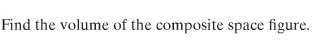 Find the volume of the composite space figure.